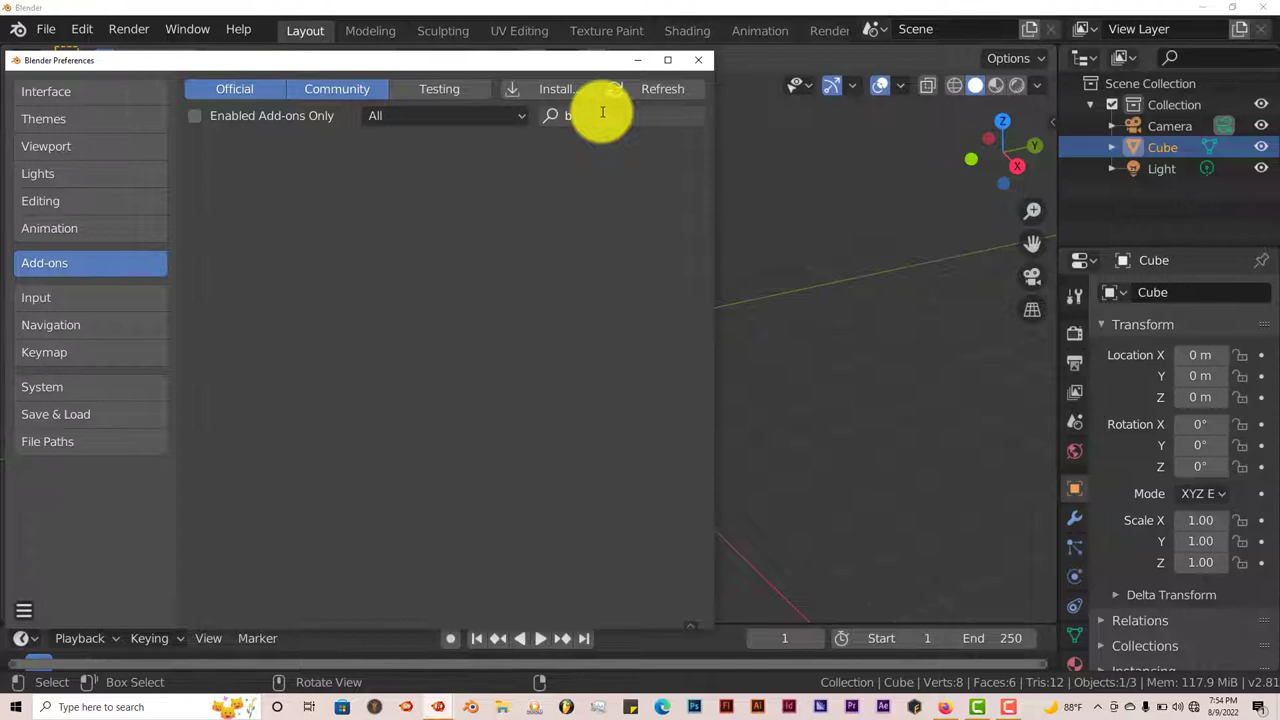 Blender
File Edit Render Window Help Layout Modeling Sculpting UV Editing Texture Paint Shading Animation Render Scene View Layer
Blender Preferences
Options
Official Community Testing Install... Refresh
Enabled Add-ons Only All b
Interface
Themes
Viewport
Lights
Editing
Animation
Add-ons
Input
Navigation
Keymap
System
Save & Load
File Paths
Z
Y
X
Scene Collection
Collection
Camera
Cube
Light
Cube
Cube
Transform
Location X 0 m
Y 0 m
Z 0 m
Rotation X 0°
Y 0°
Z 0°
Mode XYZ E
Scale X 1.00
Y 1.00
Z 1.00
Delta Transform
Relations
Collections
Instancing
Playback Keying View Marker 1 Start 1 End 250
Select Box Select Rotate View Collection | Cube | Verts:8 | Faces:6 | Tris:12 | Objects:1/3 | Mem: 117.9 MiB | v2.81
Type here to search 88°F 7:54 PM
8/9/2022